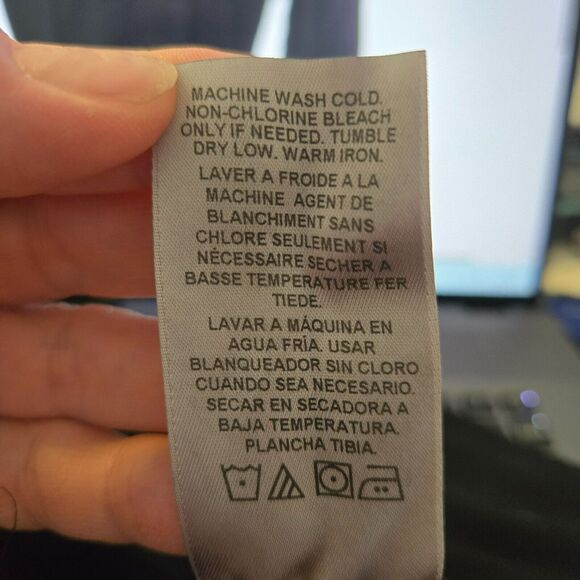 MACHINE WASH COLD.
NON-CHLORINE BLEACH
ONLY IF NEEDED. TUMBLE
DRY LOW. WARM IRON.
LAVER A FROIDE A LA
MACHINE AGENT DE
BLANCHIMENT SANS
CHLORE SEULEMENT SI
NÉCESSAIRE SECHER A
BASSE TEMPERATURE FER
TIEDE.
LAVAR A MÁQUINA EN
AGUA FRÍA. USAR
BLANQUEADOR SIN CLORO
CUANDO SEA NECESARIO.
SECAR EN SECADORA A
BAJA TEMPERATURA.
PLANCHA TIBIA.